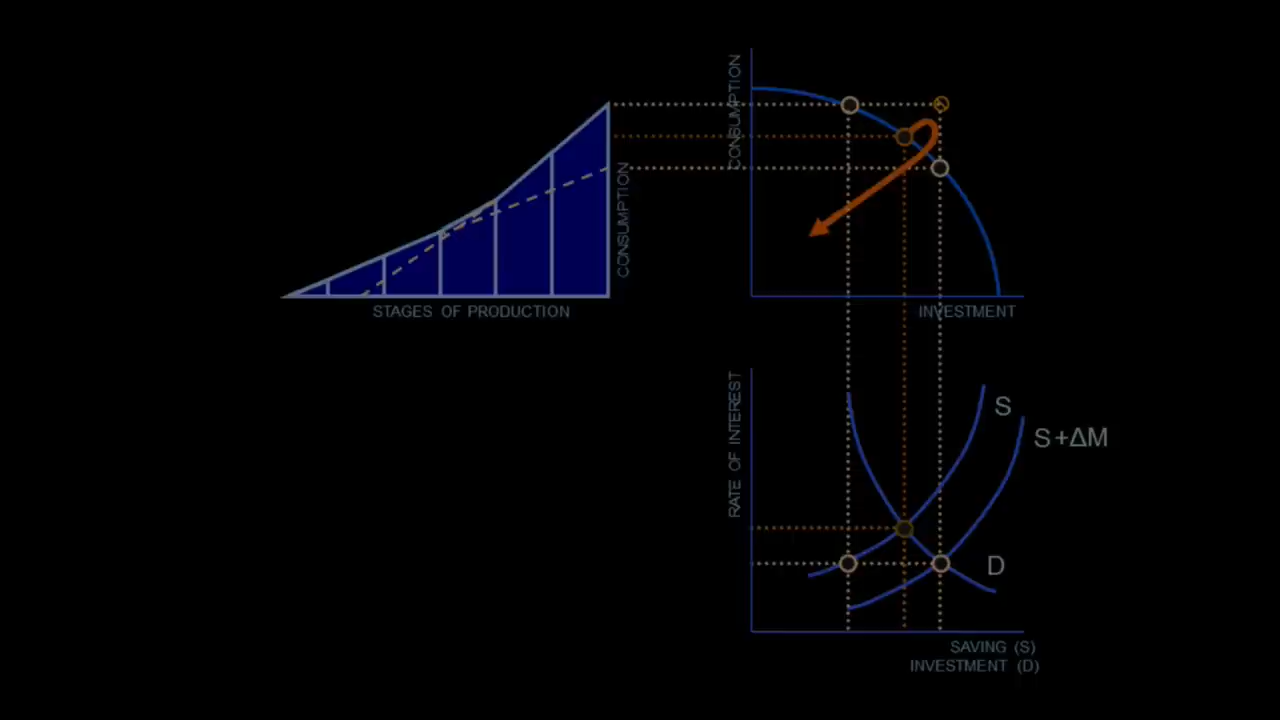 CONSUMPTION
CONSUMPTION
STAGES OF PRODUCTION
INVESTMENT
RATE OF INTEREST
S
S+ΔM
D
SAVING (S)
INVESTMENT (D)